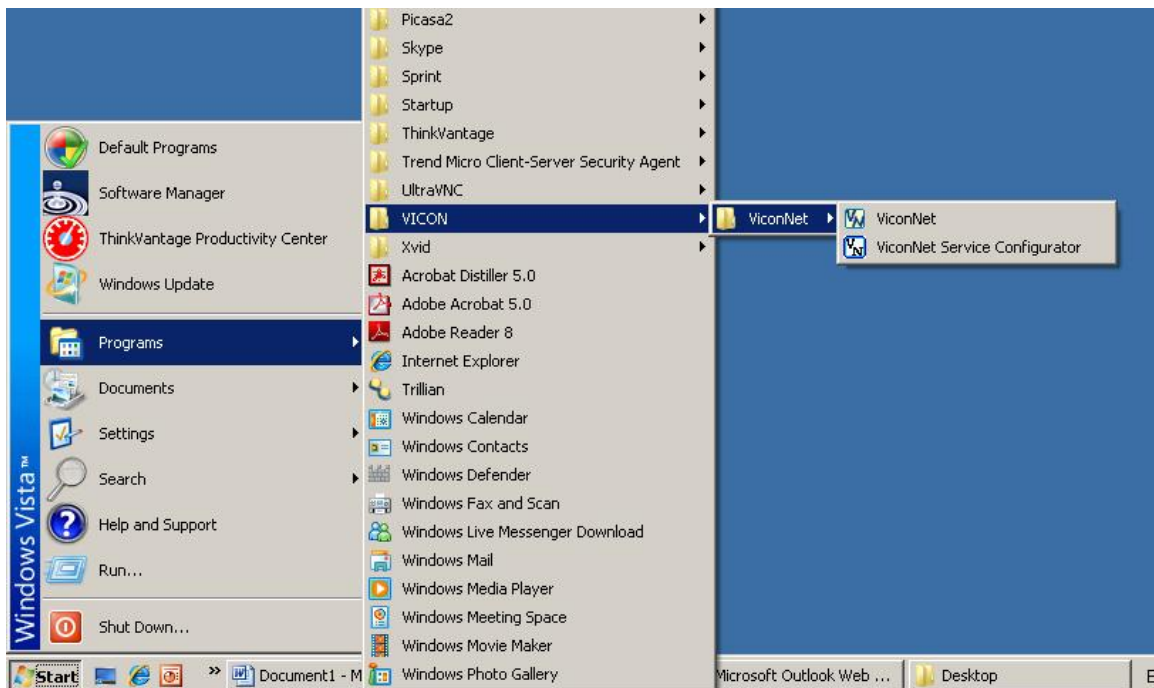 Windows Vista™
Default Programs
Software Manager
ThinkVantage Productivity Center
Windows Update
Programs
Documents
Settings
Search
Help and Support
Run...
Shut Down...
Picasa2
Skype
Sprint
Startup
ThinkVantage
Trend Micro Client-Server Security Agent
UltraVNC
VICON
Xvid
Acrobat Distiller 5.0
Adobe Acrobat 5.0
Adobe Reader 8
Internet Explorer
Trillian
Windows Calendar
Windows Contacts
Windows Defender
Windows Fax and Scan
Windows Live Messenger Download
Windows Mail
Windows Media Player
Windows Meeting Space
Windows Movie Maker
Windows Photo Gallery
ViconNet
ViconNet
ViconNet Service Configurator
Start
»
Document1 - M
Microsoft Outlook Web ...
Desktop
E